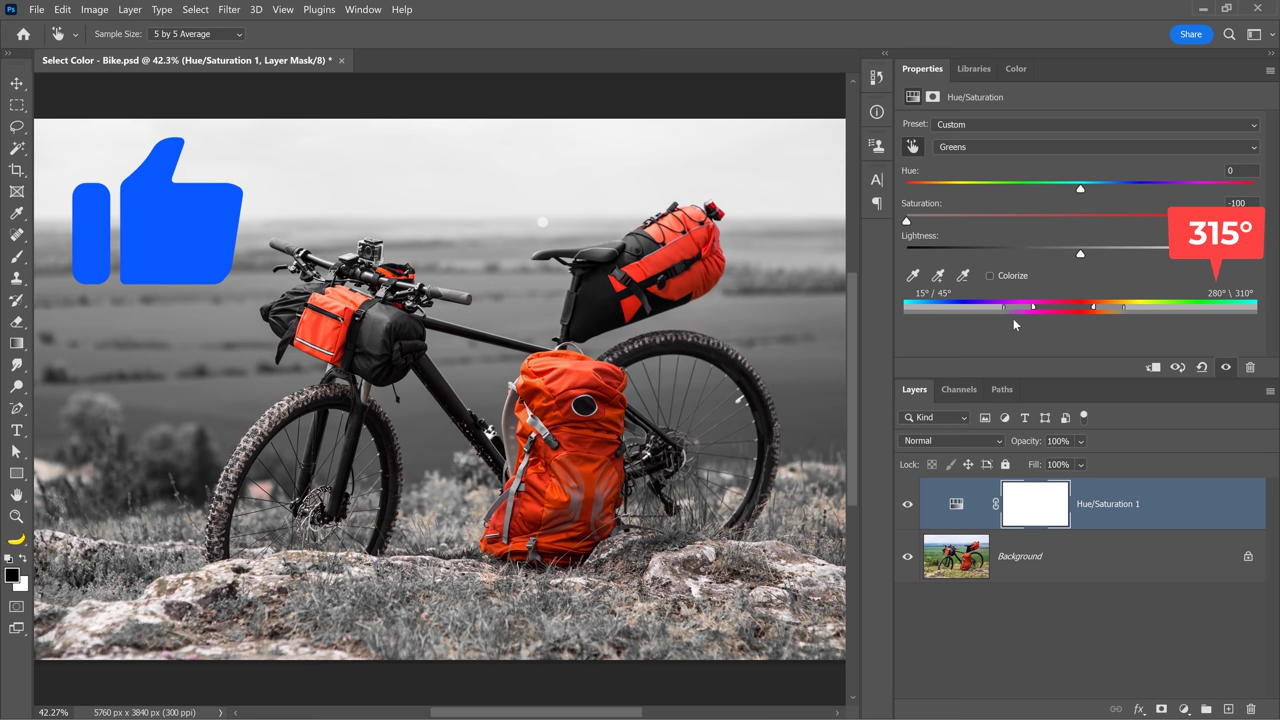 Ps File Edit Image Layer Type Select Filter 3D View Plugins Window Help
Sample Size: 5 by 5 Average Share
Select Color - Bike.psd @ 42.3% (Hue/Saturation 1, Layer Mask/8) * ×
Properties Libraries Color
Hue/Saturation
Preset: Custom
Greens
Hue: 0
Saturation: -100
315°
Lightness:
Colorize
15° / 45° 280° \ 310°
Layers Channels Paths
Kind
Normal Opacity: 100%
Lock: Fill: 100%
Hue/Saturation 1
Background
42.27% 5760 px x 3840 px (300 ppi)